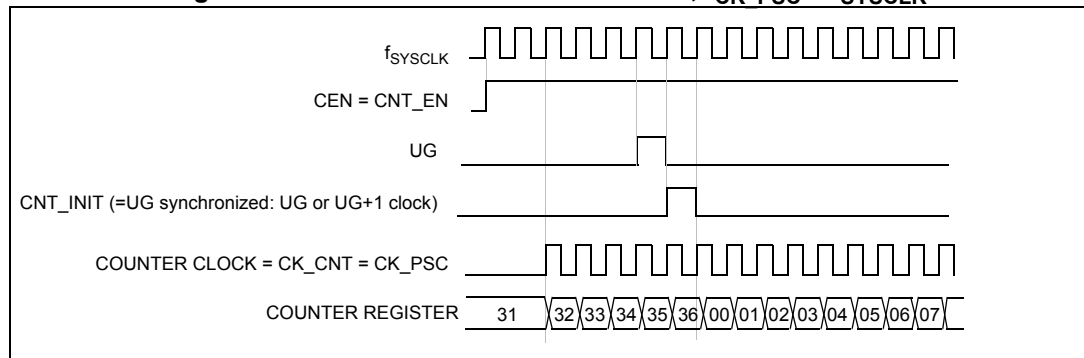 fSYSCLK
CEN = CNT_EN
UG
CNT_INIT (=UG synchronized: UG or UG+1 clock)
COUNTER CLOCK = CK_CNT = CK_PSC
COUNTER REGISTER 31 32 33 34 35 36 00 01 02 03 04 05 06 07